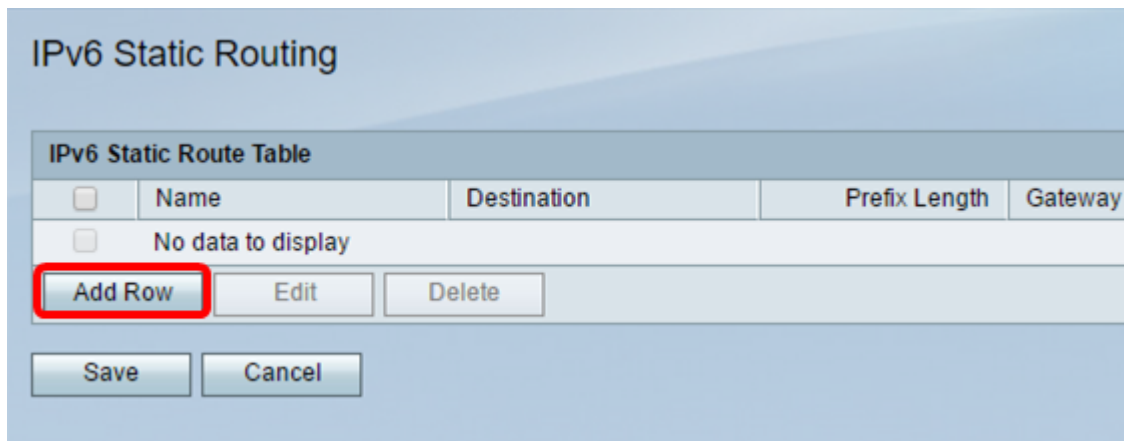 IPv6 Static Routing
IPv6 Static Route Table
Name Destination Prefix Length Gateway
No data to display
Add Row Edit Delete
Save Cancel